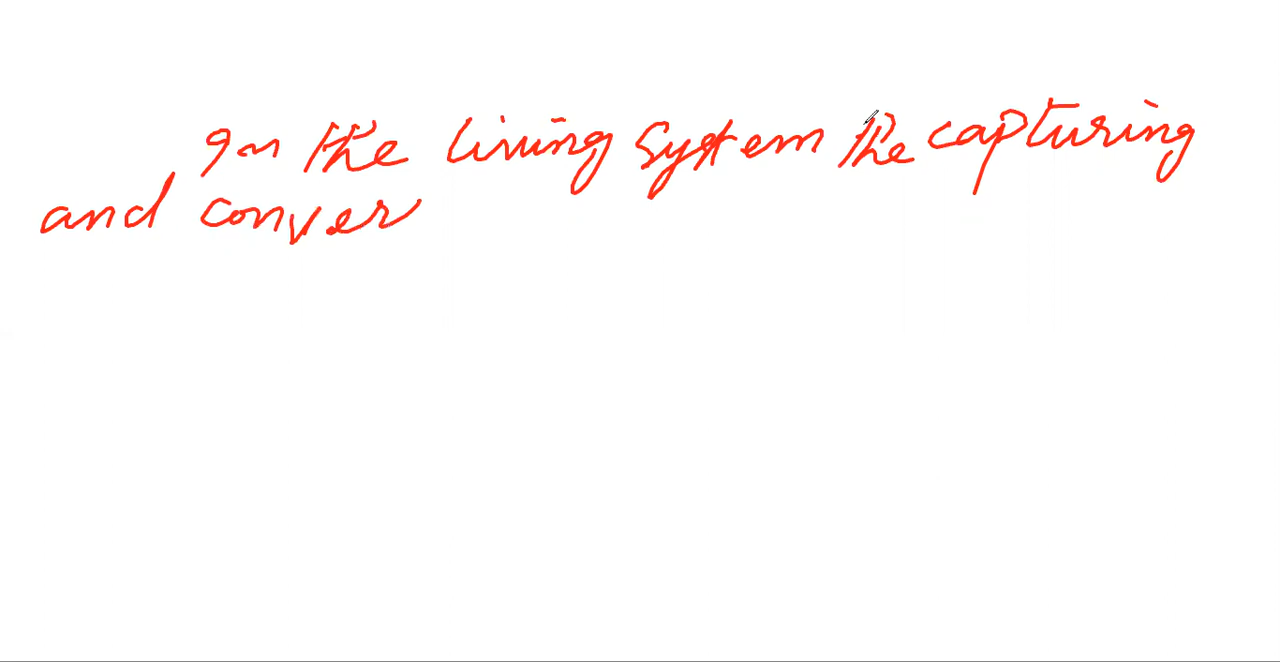 In the living system the capturing
and conver